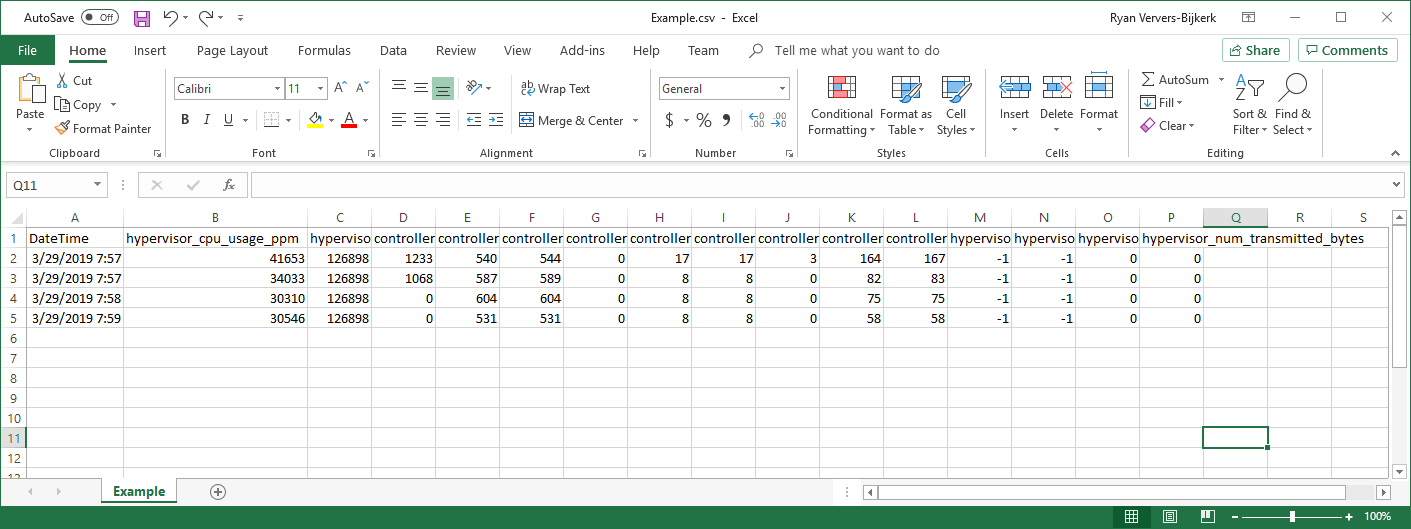 AutoSave Off Example.csv - Excel Ryan Ververs-Bijkerk
File Home Insert Page Layout Formulas Data Review View Add-ins Help Team Tell me what you want to do Share Comments
Paste Cut Copy Format Painter
Clipboard
Calibri 11 A A
B I U A
Font
ab Wrap Text
Merge & Center
Alignment
General
$ % , .00 .00
Number
Conditional Formatting Format as Table Cell Styles
Styles
Insert Delete Format
Cells
AutoSum Fill Clear Sort & Filter Find & Select
Editing
Q11 fx
A B C D E F G H I J K L M N O P Q R S
1 DateTime hypervisor_cpu_usage_ppm hyperviso controller controller controller controller controller controller controller controller controller hyperviso hyperviso hyperviso hypervisor_num_transmitted_bytes
2 3/29/2019 7:57 41653 126898 1233 540 544 0 17 17 3 164 167 -1 -1 0 0
3 3/29/2019 7:57 34033 126898 1068 587 589 0 8 8 0 82 83 -1 -1 0 0
4 3/29/2019 7:58 30310 126898 0 604 604 0 8 8 0 75 75 -1 -1 0 0
5 3/29/2019 7:59 30546 126898 0 531 531 0 8 8 0 58 58 -1 -1 0 0
6
7
8
9
10
11
12
Example
100%